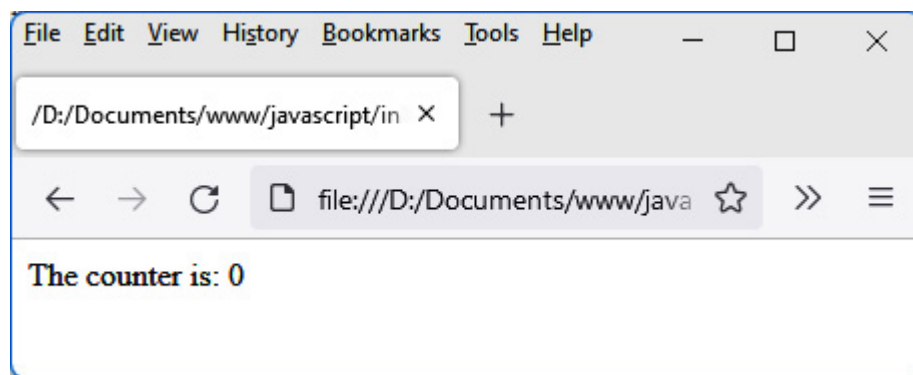 File Edit View History Bookmarks Tools Help
/D:/Documents/www/javascript/in
file:///D:/Documents/www/java
The counter is: 0